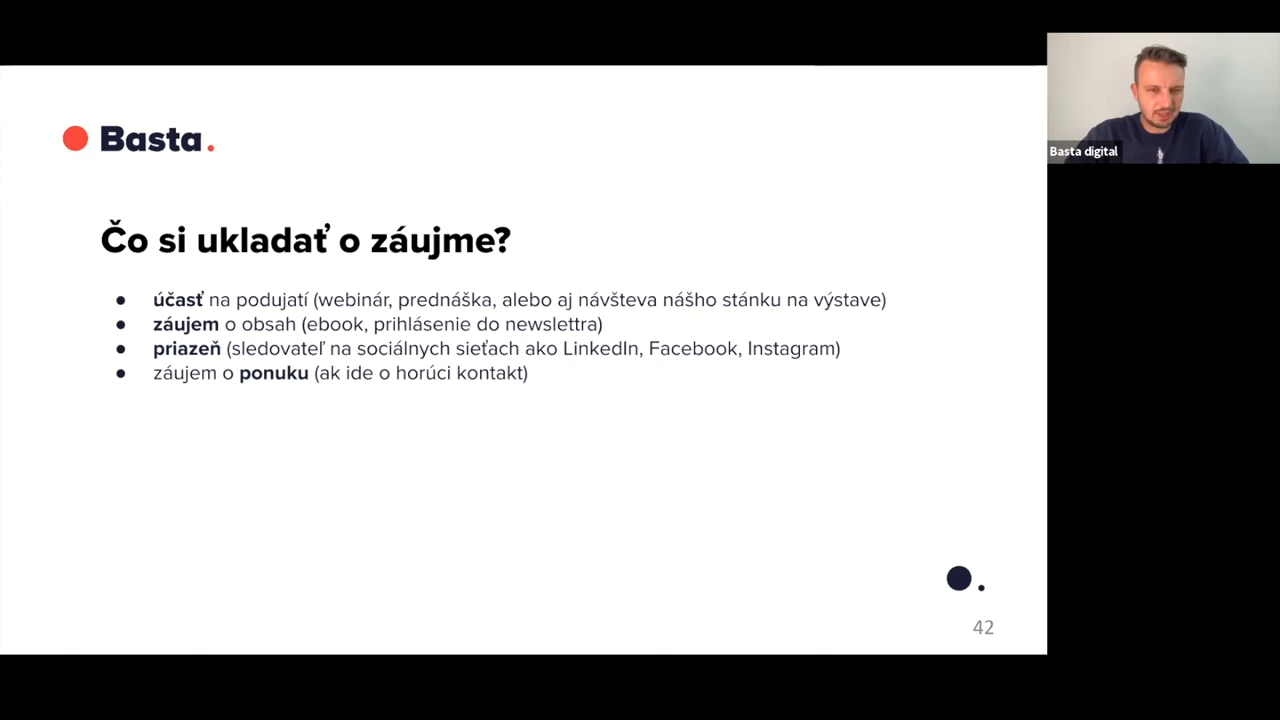 Basta.
Čo si ukladať o záujme?
● účasť na podujatí (webinár, prednáška, alebo aj návšteva nášho stánku na výstave)
● záujem o obsah (ebook, prihlásenie do newslettra)
● priazeň (sledovateľ na sociálnych sieťach ako LinkedIn, Facebook, Instagram)
● záujem o ponuku (ak ide o horúci kontakt)
42
Basta digital